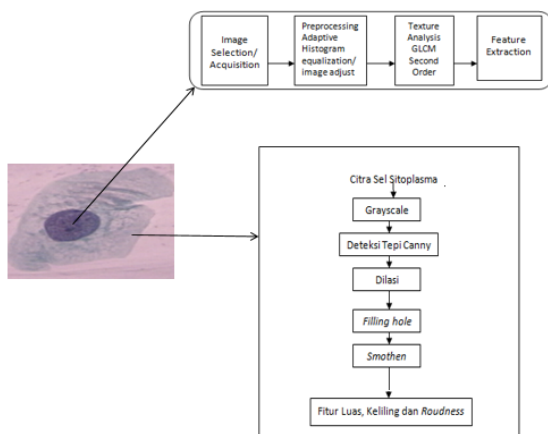 Image
Selection/
Acquisition
Preprocessing
Adaptive
Histogram
equalization/
image adjust
Texture
Analysis
GLCM
Second
Order
Feature
Extraction
Citra Sel Sitoplasma
Grayscale
Deteksi Tepi Canny
Dilasi
Filling hole
Smothen
Fitur Luas, Keliling dan Roudness